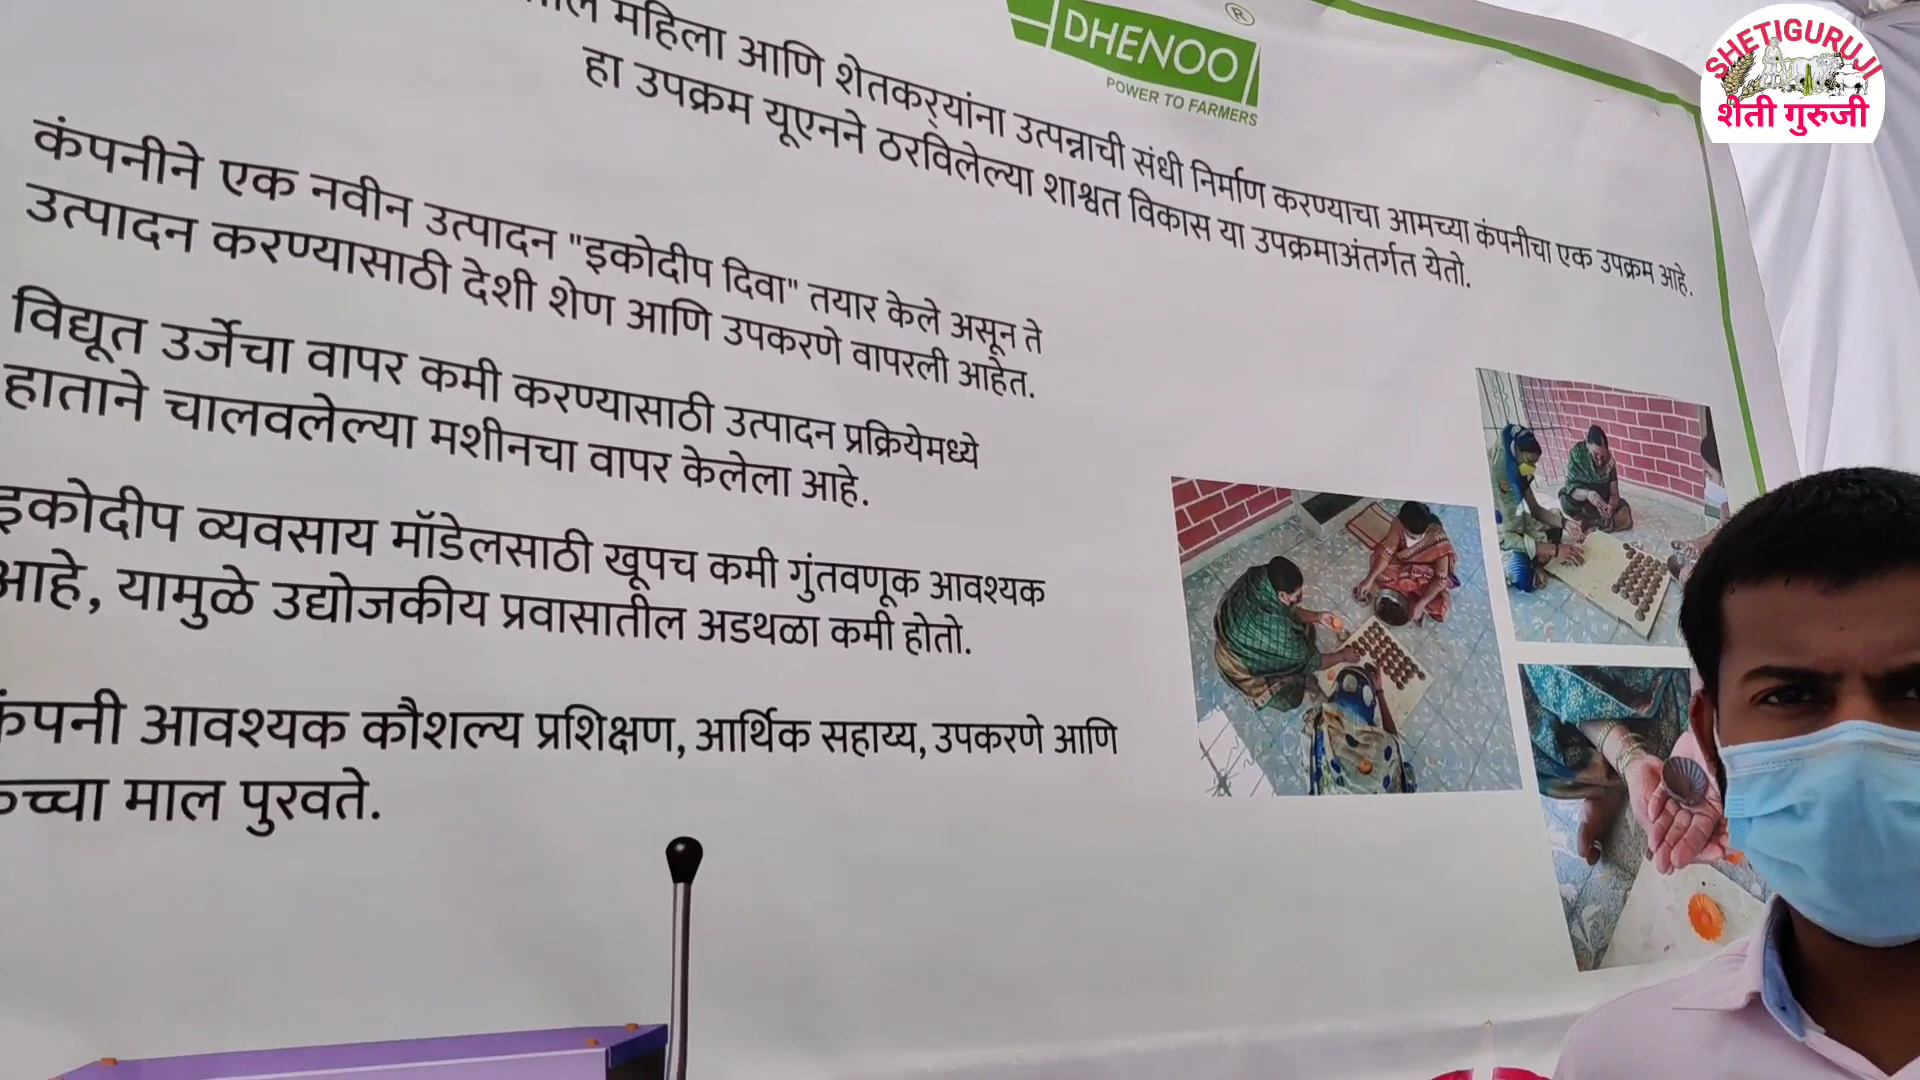 महिला आणि शेतकऱ्यांना उत्पन्नाची संधी निर्माण करण्याचा आमच्या कंपनीचा एक उपक्रम आहे.
हा उपक्रम यूएनने ठरविलेल्या शाश्वत विकास या उपक्रमाअंतर्गत येतो.
DHENOO
®
POWER TO FARMERS
SHETIGURUJI
शेती गुरुजी
कंपनीने एक नवीन उत्पादन "इकोदीप दिवा" तयार केले असून ते
उत्पादन करण्यासाठी देशी शेण आणि उपकरणे वापरली आहेत.
विद्यूत उर्जेचा वापर कमी करण्यासाठी उत्पादन प्रक्रियेमध्ये
हाताने चालवलेल्या मशीनचा वापर केलेला आहे.
इकोदीप व्यवसाय मॉडेलसाठी खूपच कमी गुंतवणूक आवश्यक
आहे, यामुळे उद्योजकीय प्रवासातील अडथळा कमी होतो.
कंपनी आवश्यक कौशल्य प्रशिक्षण, आर्थिक सहाय्य, उपकरणे आणि
कच्चा माल पुरवते.